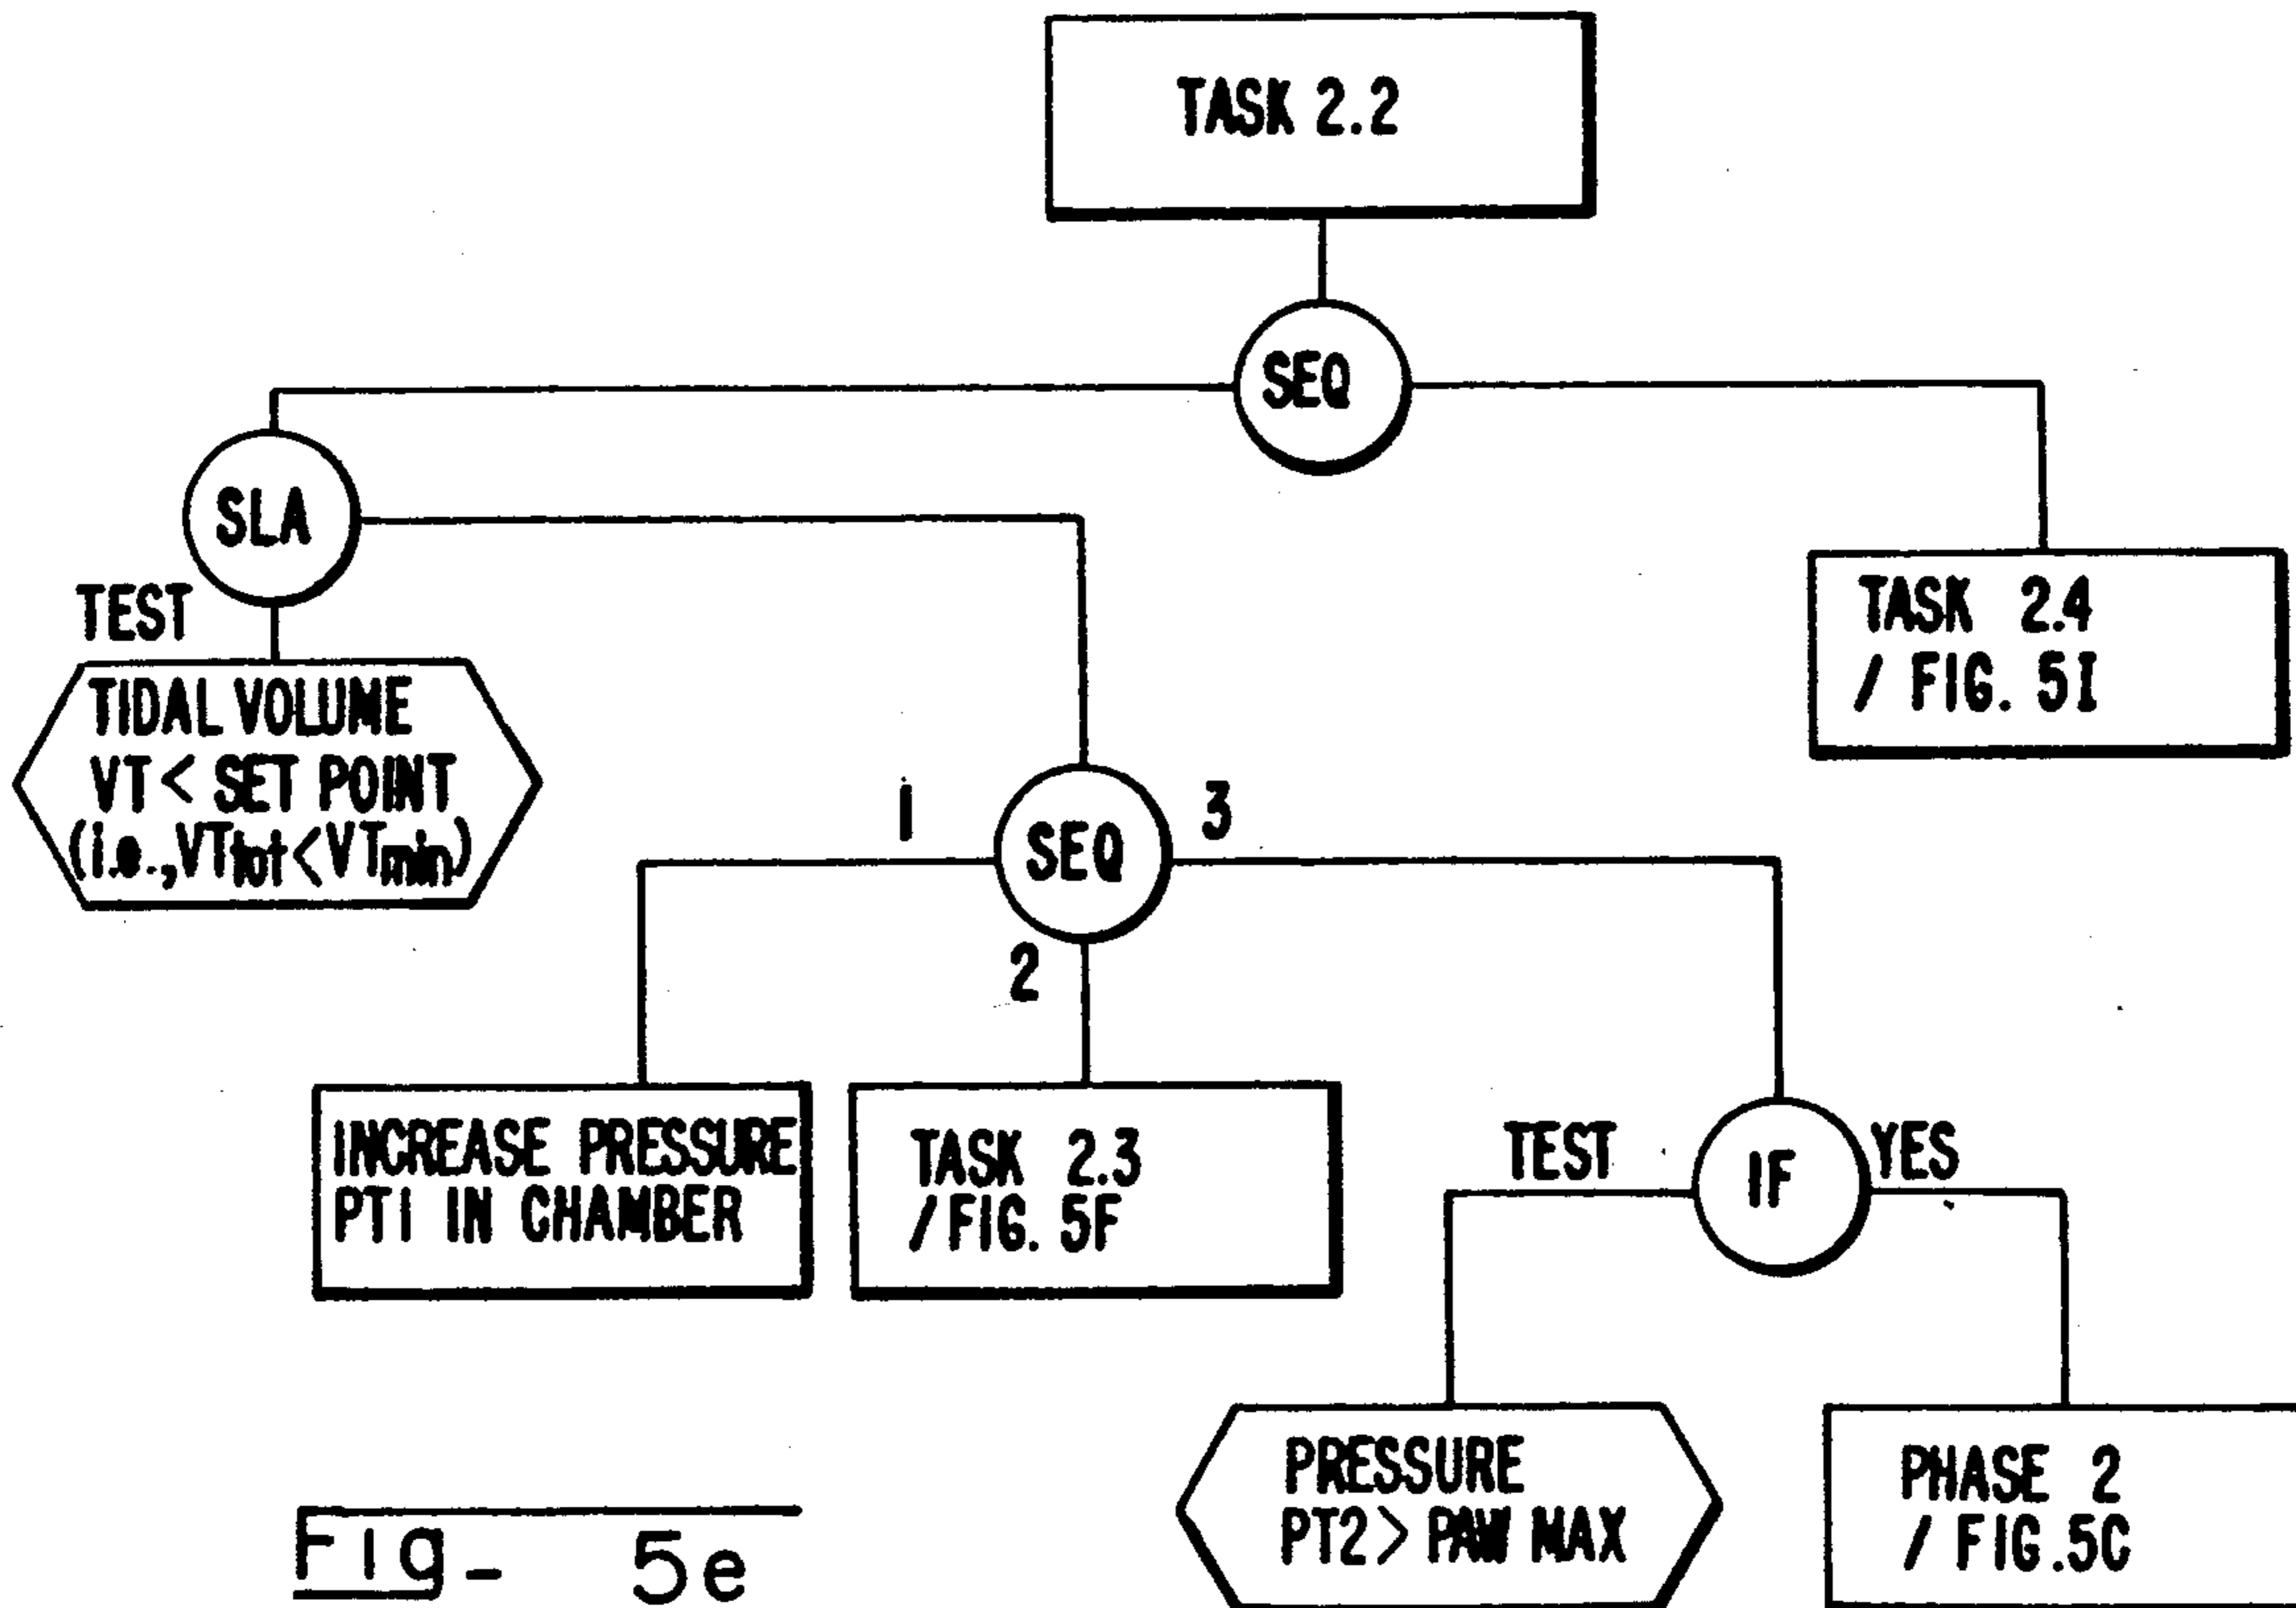 TASK 2.2
SEQ
SLA
TEST
TIDAL VOLUME
VT < SET POINT
(i.e., VTtot < VTmin)
TASK 2.4
/ FIG. 5I
1
SEQ
3
2
INCREASE PRESSURE
PT1 IN CHAMBER
TASK 2.3
/FIG. 5F
TEST
IF
YES
PRESSURE
PT2 > PAW MAX
PHASE 2
/ FIG.5C
Fig_ 5e